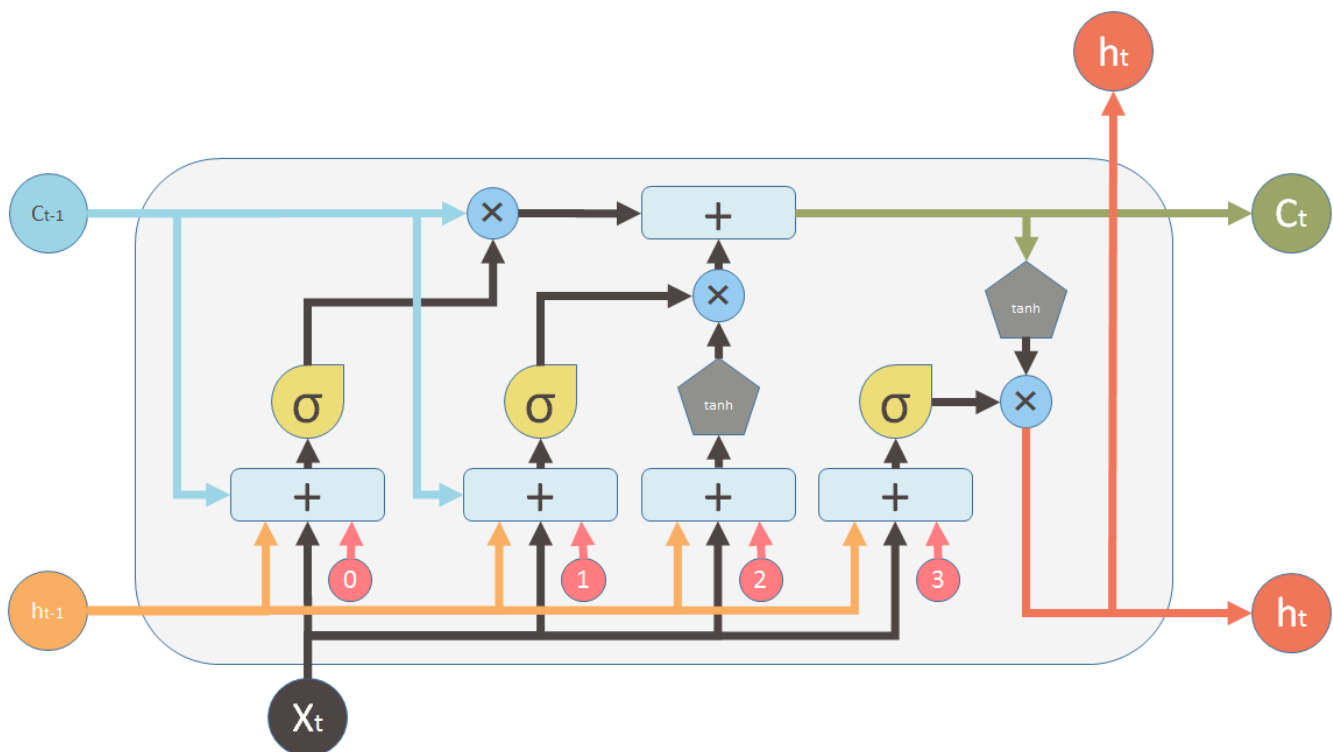 ht
Ct-1
×
+
Ct
×
tanh
σ
σ
tanh
σ
×
+
+
+
+
0
1
2
3
ht-1
ht
Xt